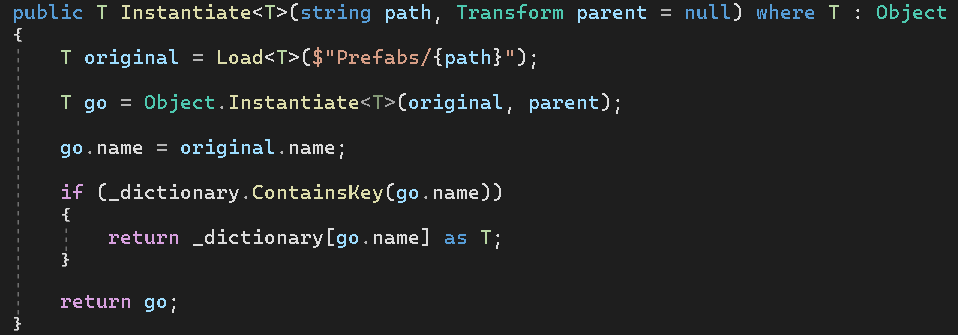 public T Instantiate<T>(string path, Transform parent = null) where T : Object
{
    T original = Load<T>($"Prefabs/{path}");
    T go = Object.Instantiate<T>(original, parent);
    go.name = original.name;
    if (_dictionary.ContainsKey(go.name))
    {
        return _dictionary[go.name] as T;
    }
    return go;
}